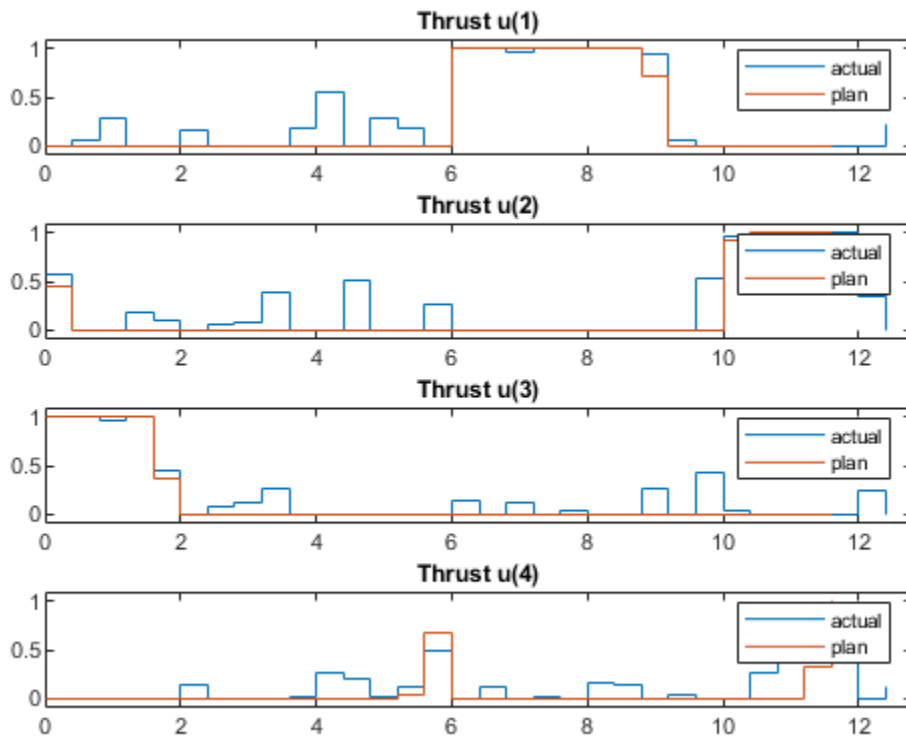 Thrust u(1)
1
0.5
0
actual
plan
0 2 4 6 8 10 12
Thrust u(2)
1
0.5
0
actual
plan
0 2 4 6 8 10 12
Thrust u(3)
1
0.5
0
actual
plan
0 2 4 6 8 10 12
Thrust u(4)
1
0.5
0
actual
plan
0 2 4 6 8 10 12